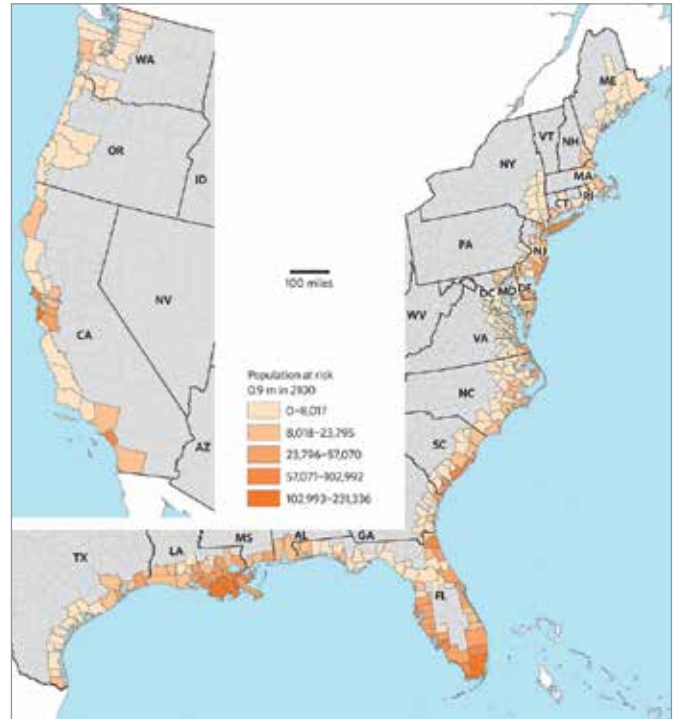 WA
ME
OR
ID
VT
NH
NY
MA
CT
RI
PA
NJ
100 miles
DC
MD
DE
WV
NV
CA
VA
Population at risk
0.9 m in 2100
0–8,017
NC
8,018–23,795
AZ
23,796–57,070
SC
57,071–102,992
102,993–231,336
MS
AL
GA
TX
LA
FL